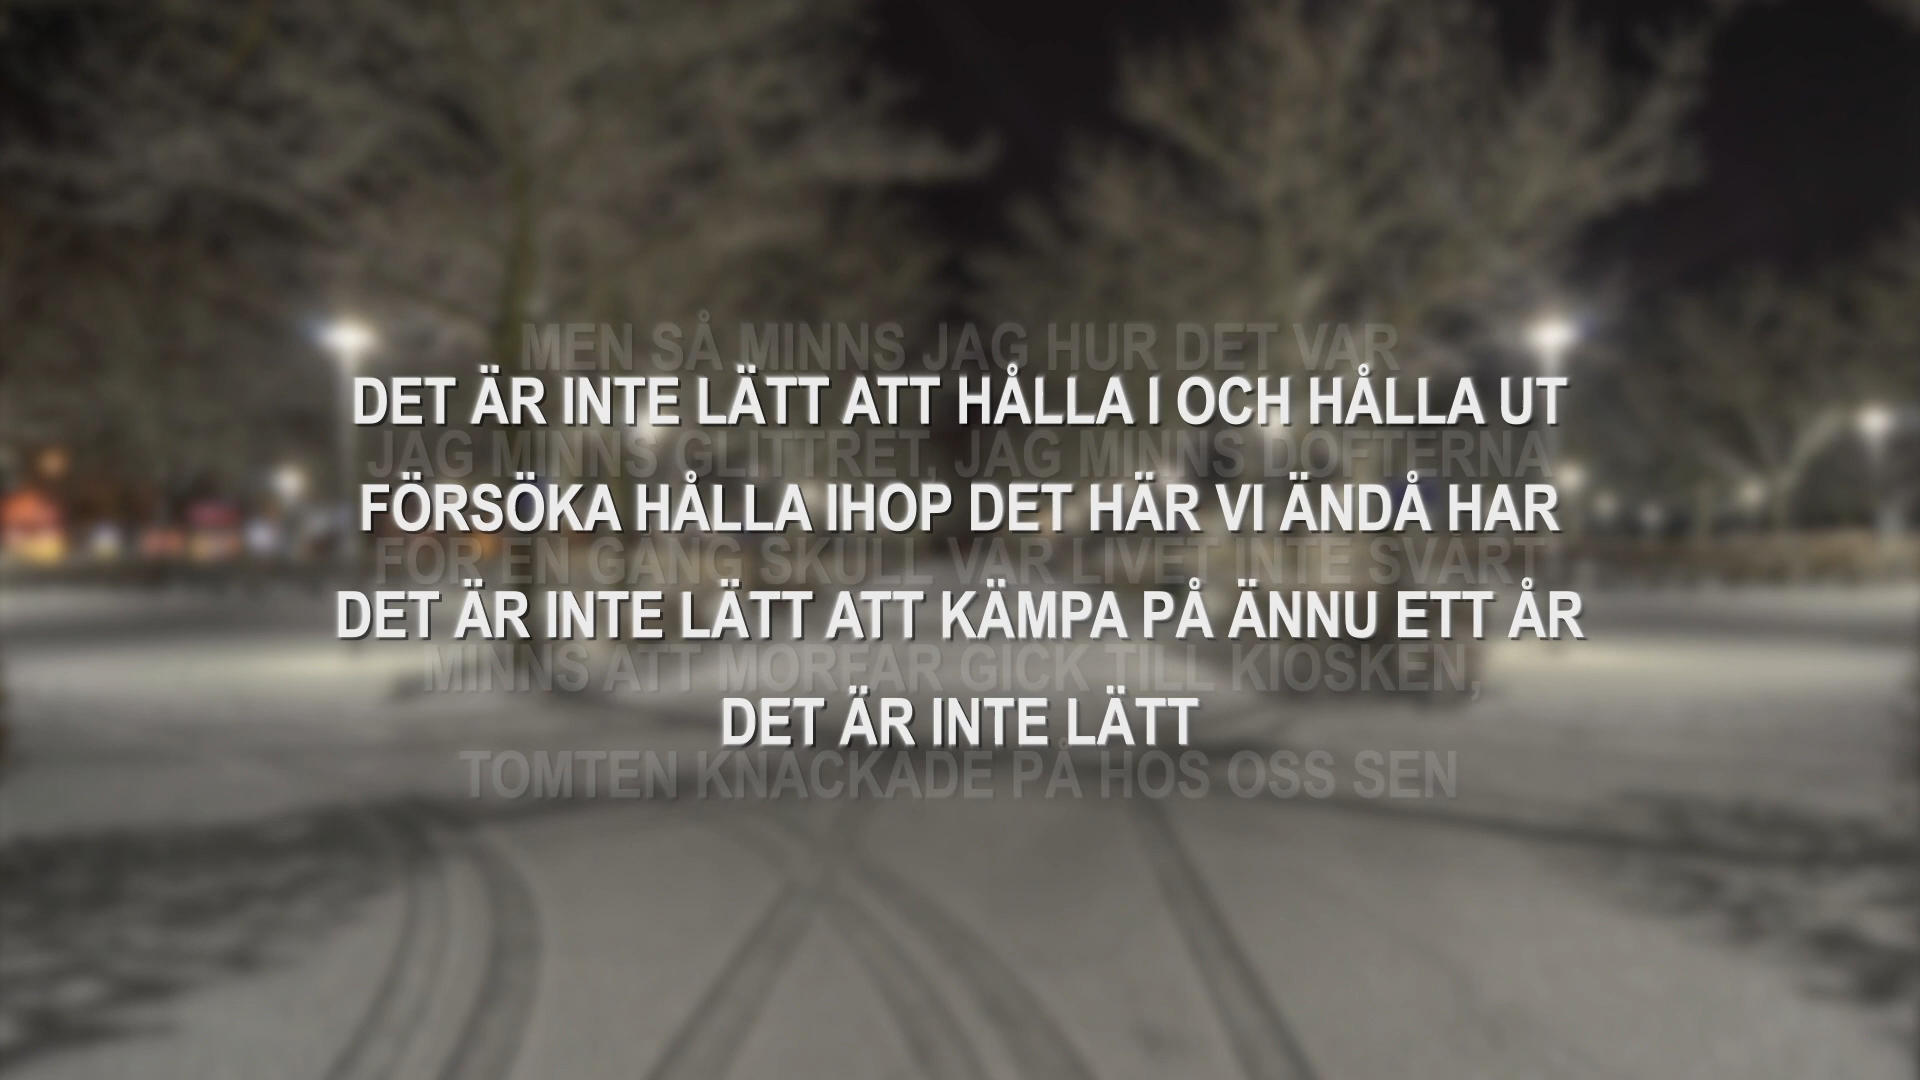 MEN SÅ MINNS JAG HUR DET VAR
DET ÄR INTE LÄTT ATT HÅLLA I OCH HÅLLA UT
JAG MINNS GLITTRET, JAG MINNS DOFTERNA
FÖRSÖKA HÅLLA IHOP DET HÄR VI ÄNDÅ HAR
FÖR EN GÅNG SKULL VAR LIVET INTE SVART
DET ÄR INTE LÄTT ATT KÄMPA PÅ ÄNNU ETT ÅR
MINNS ATT MORFAR GICK TILL KIOSKEN,
DET ÄR INTE LÄTT
TOMTEN KNACKADE PÅ HOS OSS SEN